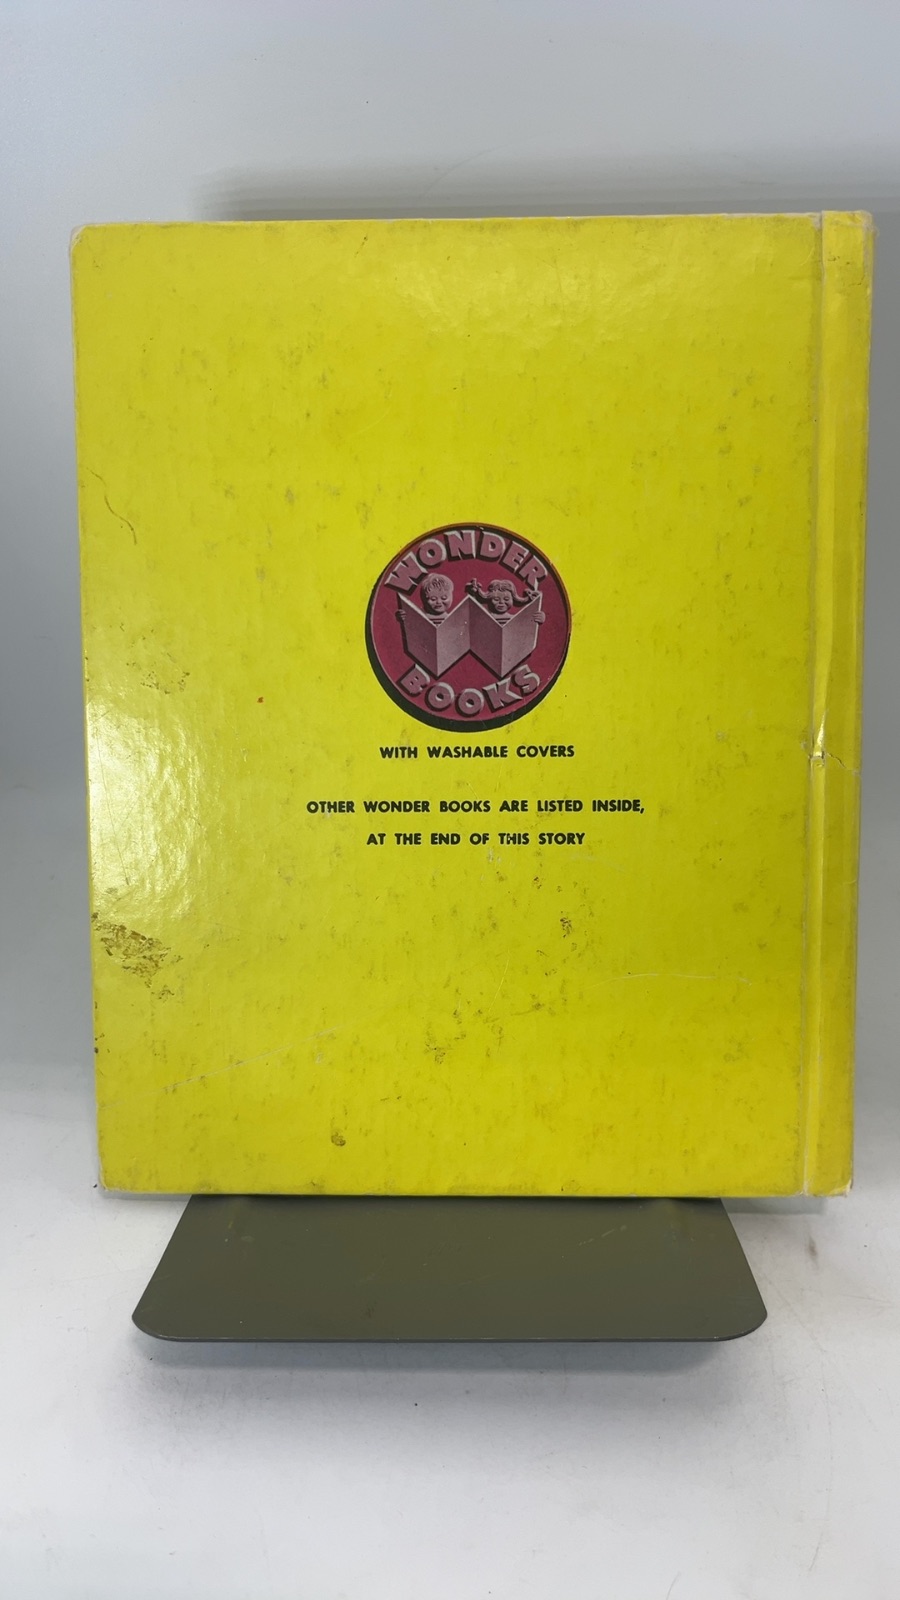 WONDER
BOOKS
WITH WASHABLE COVERS
OTHER WONDER BOOKS ARE LISTED INSIDE,
AT THE END OF THIS STORY